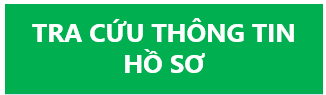 TRA CỨU THÔNG TIN
HỒ SƠ